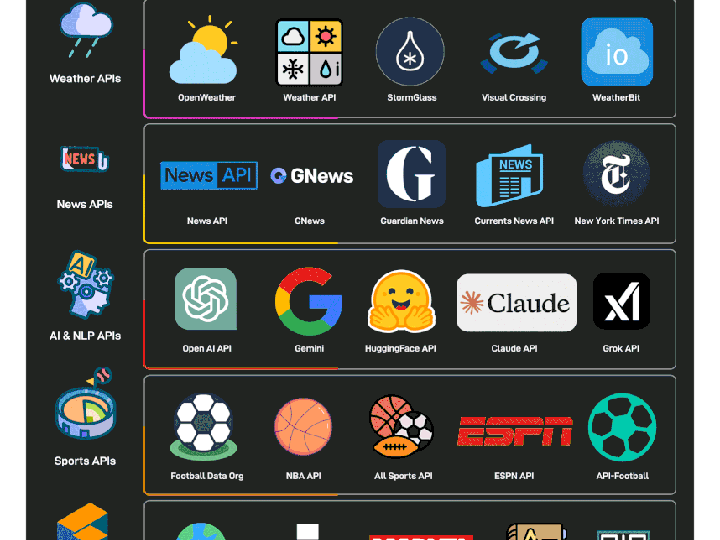 Weather APIs
OpenWeather
Weather API
StormGlass
Visual Crossing
io
WeatherBit
NEWS
News APIs
News API
News API
GNews
GNews
G
Guardian News
NEWS
Currents News API
T
New York Times API
AI
AI & NLP APIs
Open AI API
G
Gemini
HuggingFace API
Claude
Claude API
xI
Grok API
Sports APIs
Football Data Org
NBA API
All Sports API
ESPN
ESPN API
API-Football